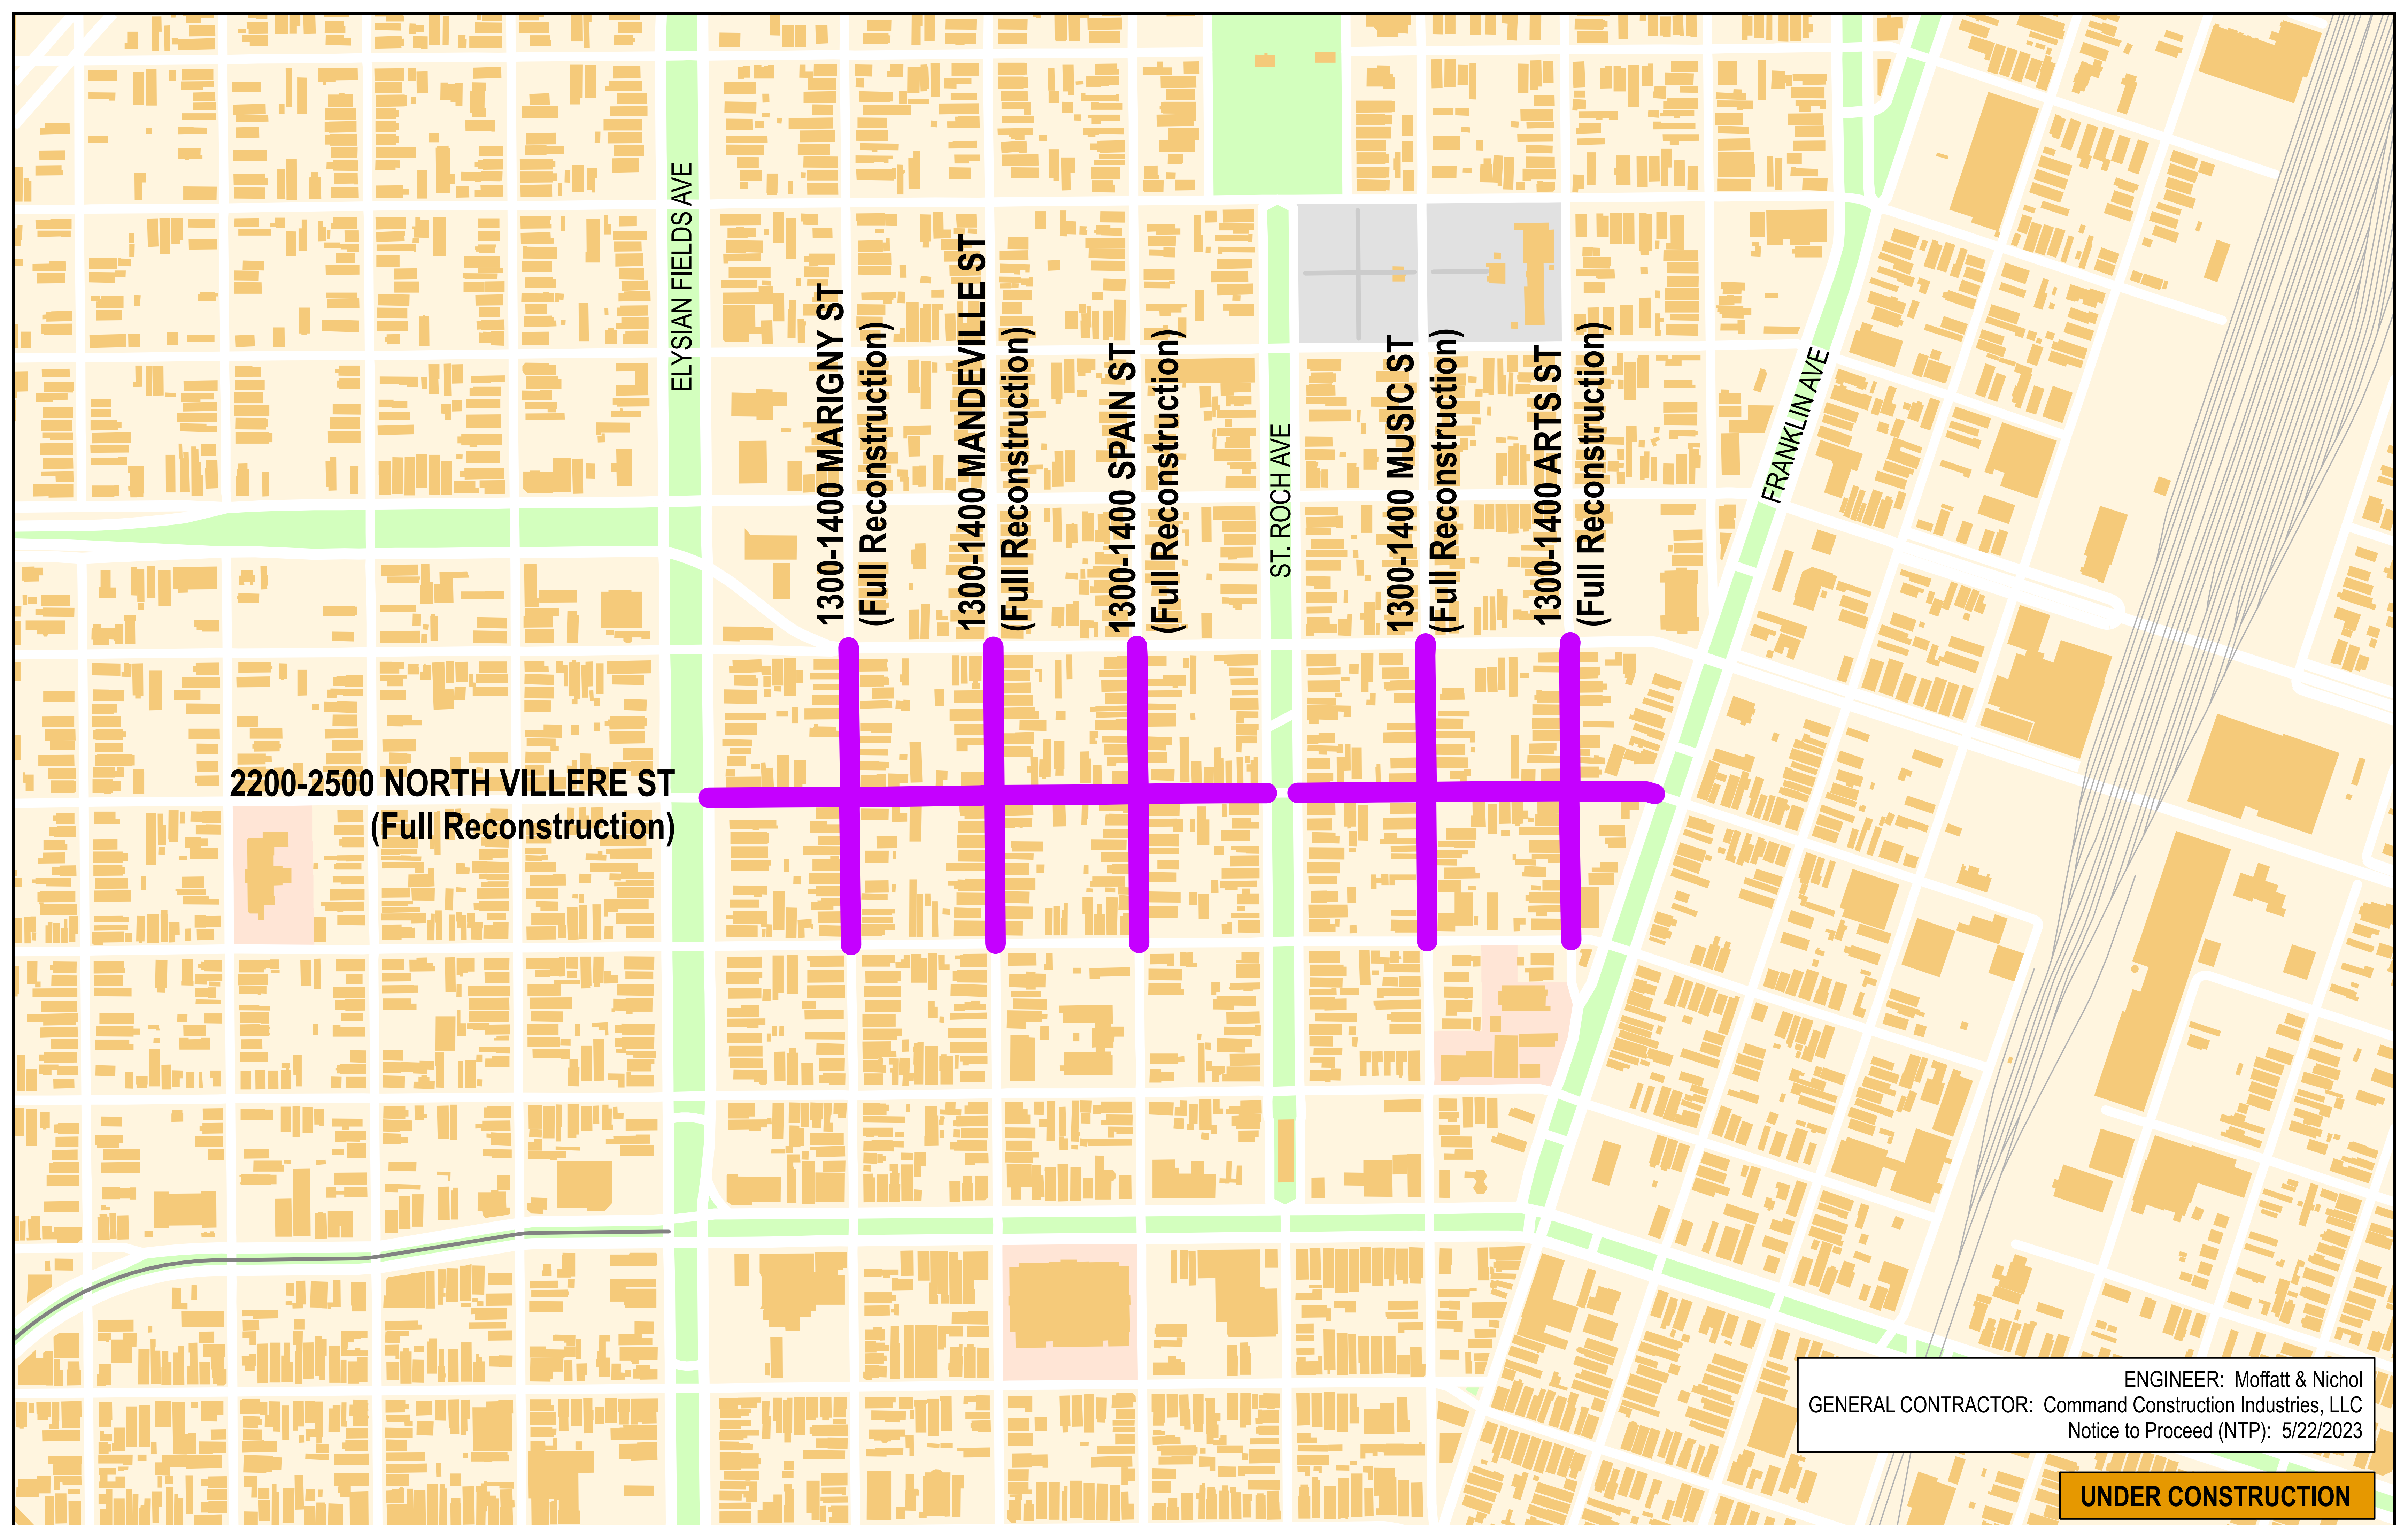 ELYSIAN FIELDS AVE
1300-1400 MARIGNY ST
(Full Reconstruction)
1300-1400 MANDEVILLE ST
(Full Reconstruction)
1300-1400 SPAIN ST
(Full Reconstruction)
ST. ROCH AVE
1300-1400 MUSIC ST
(Full Reconstruction)
1300-1400 ARTS ST
(Full Reconstruction)
FRANKLIN AVE
2200-2500 NORTH VILLERE ST
(Full Reconstruction)
ENGINEER: Moffatt & Nichol
GENERAL CONTRACTOR: Command Construction Industries, LLC
Notice to Proceed (NTP): 5/22/2023
UNDER CONSTRUCTION